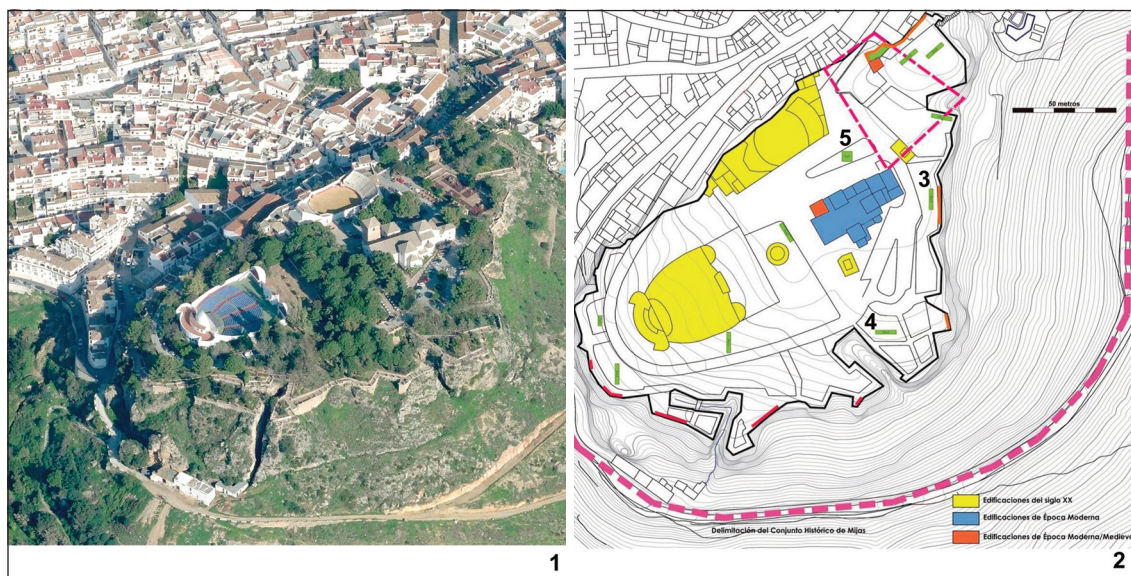 50 metros
5
3
4
Edificaciones del siglo XX
Edificaciones de Época Moderna
Edificaciones de Época Moderna/Medieval
Delimitación del Conjunto Histórico de Mijas
1
2